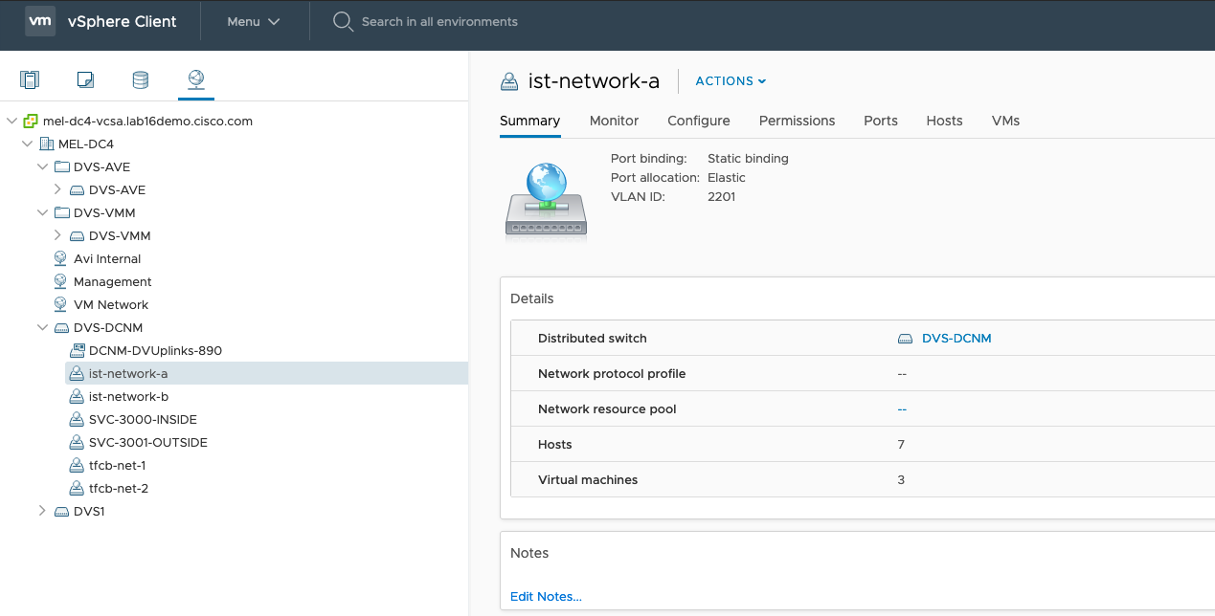 vm vSphere Client Menu Search in all environments
mel-dc4-vcsa.lab16demo.cisco.com
MEL-DC4
DVS-AVE
DVS-AVE
DVS-VMM
DVS-VMM
Avi Internal
Management
VM Network
DVS-DCNM
DCNM-DVUplinks-890
ist-network-a
ist-network-b
SVC-3000-INSIDE
SVC-3001-OUTSIDE
tfcb-net-1
tfcb-net-2
DVS1
ist-network-a ACTIONS
Summary Monitor Configure Permissions Ports Hosts VMs
Port binding: Static binding
Port allocation: Elastic
VLAN ID: 2201
Details
Distributed switch DVS-DCNM
Network protocol profile --
Network resource pool --
Hosts 7
Virtual machines 3
Notes
Edit Notes...